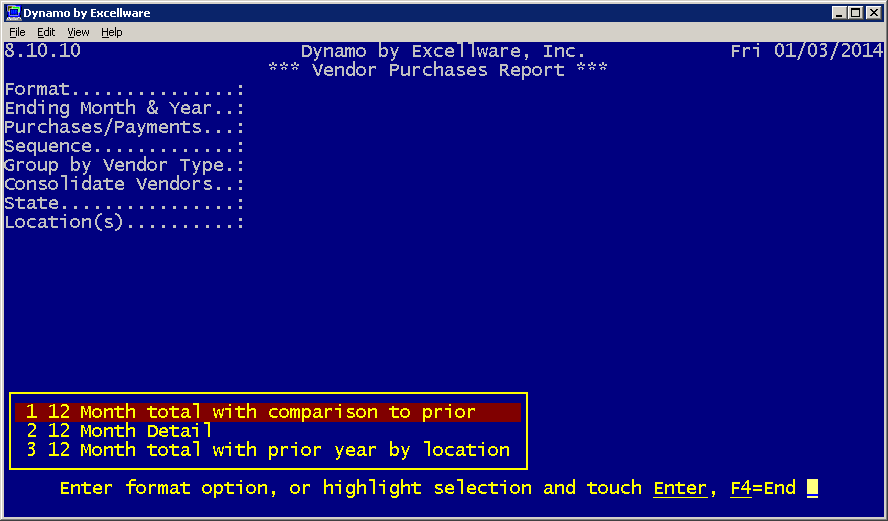 Dynamo by Excellware
File Edit View Help
8.10.10 Dynamo by Excellware, Inc. Fri 01/03/2014
*** Vendor Purchases Report ***
Format...............:
Ending Month & Year..:
Purchases/Payments...:
Sequence.............:
Group by Vendor Type.:
Consolidate Vendors..:
State................:
Location(s)..........:
1 12 Month total with comparison to prior
2 12 Month Detail
3 12 Month total with prior year by location
Enter format option, or highlight selection and touch Enter, F4=End